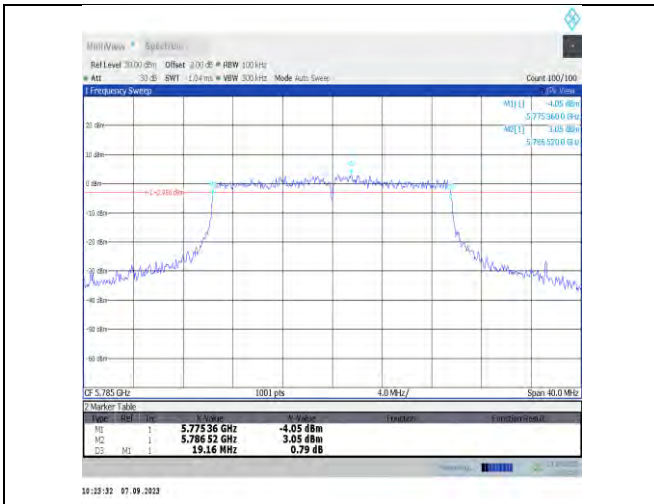 MultiView Spectrum
Ref Level 20.00 dBm Offset 2.00 dB RBW 100 kHz
Att 30 dB SWT 1.04 ms VBW 300 kHz Mode Auto Sweep Count 100/100
1 Frequency Sweep 1Pk View
M1[1] -4.05 dBm
5.775360 0 GHz
M2[1] 3.05 dBm
5.786520 0 GHz
20 dBm
10 dBm
0 dBm
-10 dBm
-20 dBm
-30 dBm
-40 dBm
-50 dBm
-60 dBm
CF 5.785 GHz 1001 pts 4.0 MHz/ Span 40.0 MHz
2 Marker Table
Type Ref Trc X-Value Y-Value Function Function Result
M1 1 5.775 36 GHz -4.05 dBm
M2 1 5.786 52 GHz 3.05 dBm
D3 M1 1 19.16 MHz 0.79 dB
10:23:32 07.09.2023